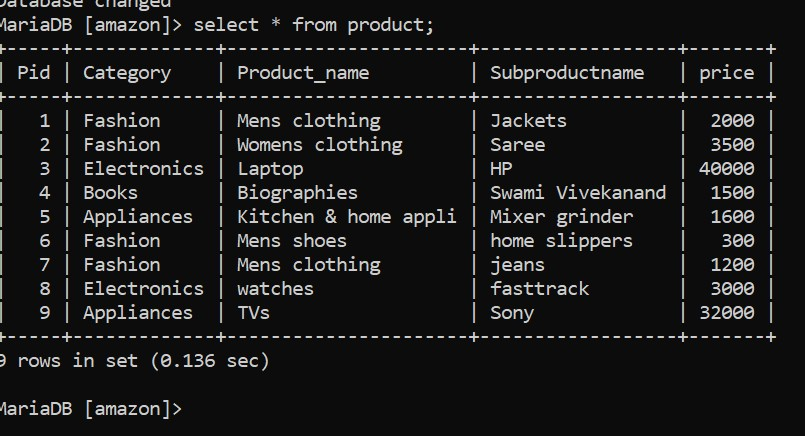 Database changed
MariaDB [amazon]> select * from product;
+-----+-------------+----------------------+------------------+-------+
| Pid | Category    | Product_name         | Subproductname   | price |
+-----+-------------+----------------------+------------------+-------+
|   1 | Fashion     | Mens clothing        | Jackets          |  2000 |
|   2 | Fashion     | Womens clothing      | Saree            |  3500 |
|   3 | Electronics | Laptop               | HP               | 40000 |
|   4 | Books       | Biographies          | Swami Vivekanand |  1500 |
|   5 | Appliances  | Kitchen & home appli | Mixer grinder    |  1600 |
|   6 | Fashion     | Mens shoes           | home slippers    |   300 |
|   7 | Fashion     | Mens clothing        | jeans            |  1200 |
|   8 | Electronics | watches              | fasttrack        |  3000 |
|   9 | Appliances  | TVs                  | Sony             | 32000 |
+-----+-------------+----------------------+------------------+-------+
9 rows in set (0.136 sec)
MariaDB [amazon]>